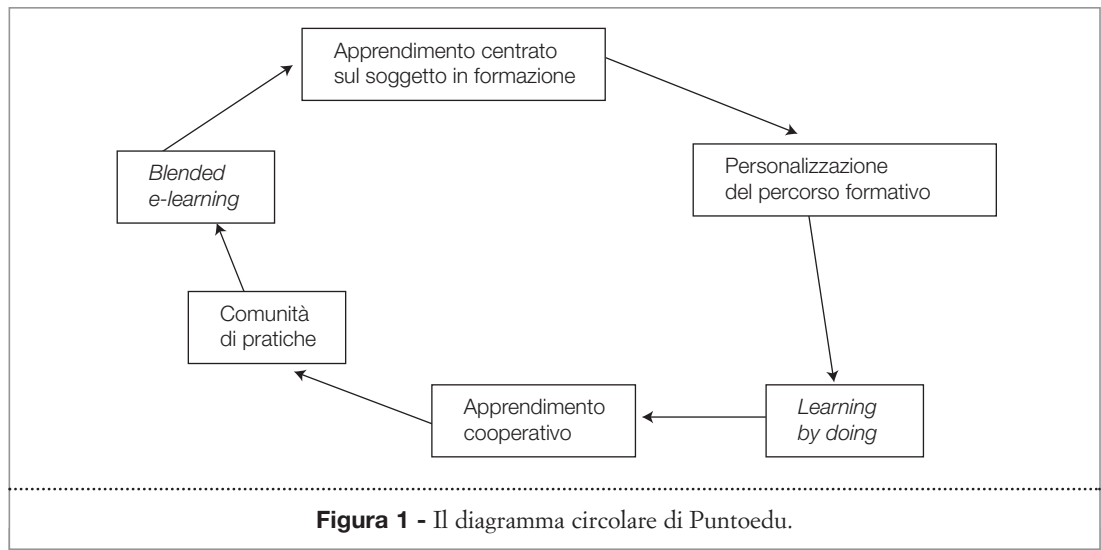 Apprendimento centrato
sul soggetto in formazione
Personalizzazione
del percorso formativo
Learning
by doing
Apprendimento
cooperativo
Comunità
di pratiche
Blended
e-learning
Figura 1 - Il diagramma circolare di Puntoedu.